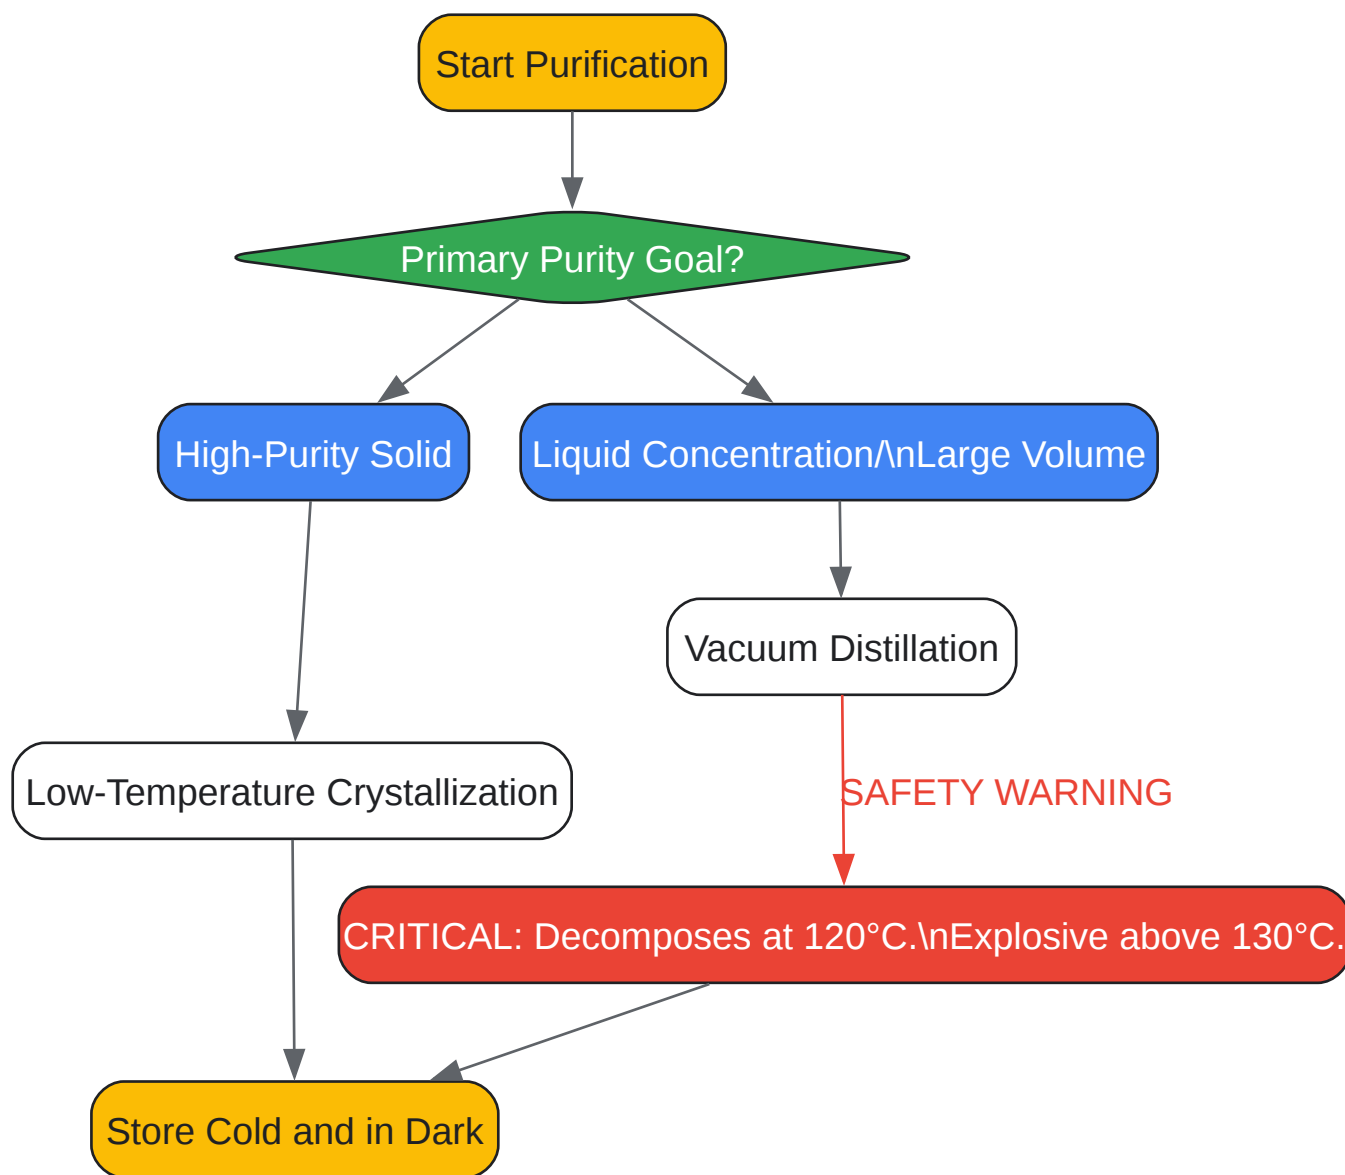 Start Purification
Primary Purity Goal?
High-Purity Solid
Liquid Concentration/\nLarge Volume
Vacuum Distillation
Low-Temperature Crystallization
SAFETY WARNING
CRITICAL: Decomposes at 120°C.\nExplosive above 130°C.
Store Cold and in Dark